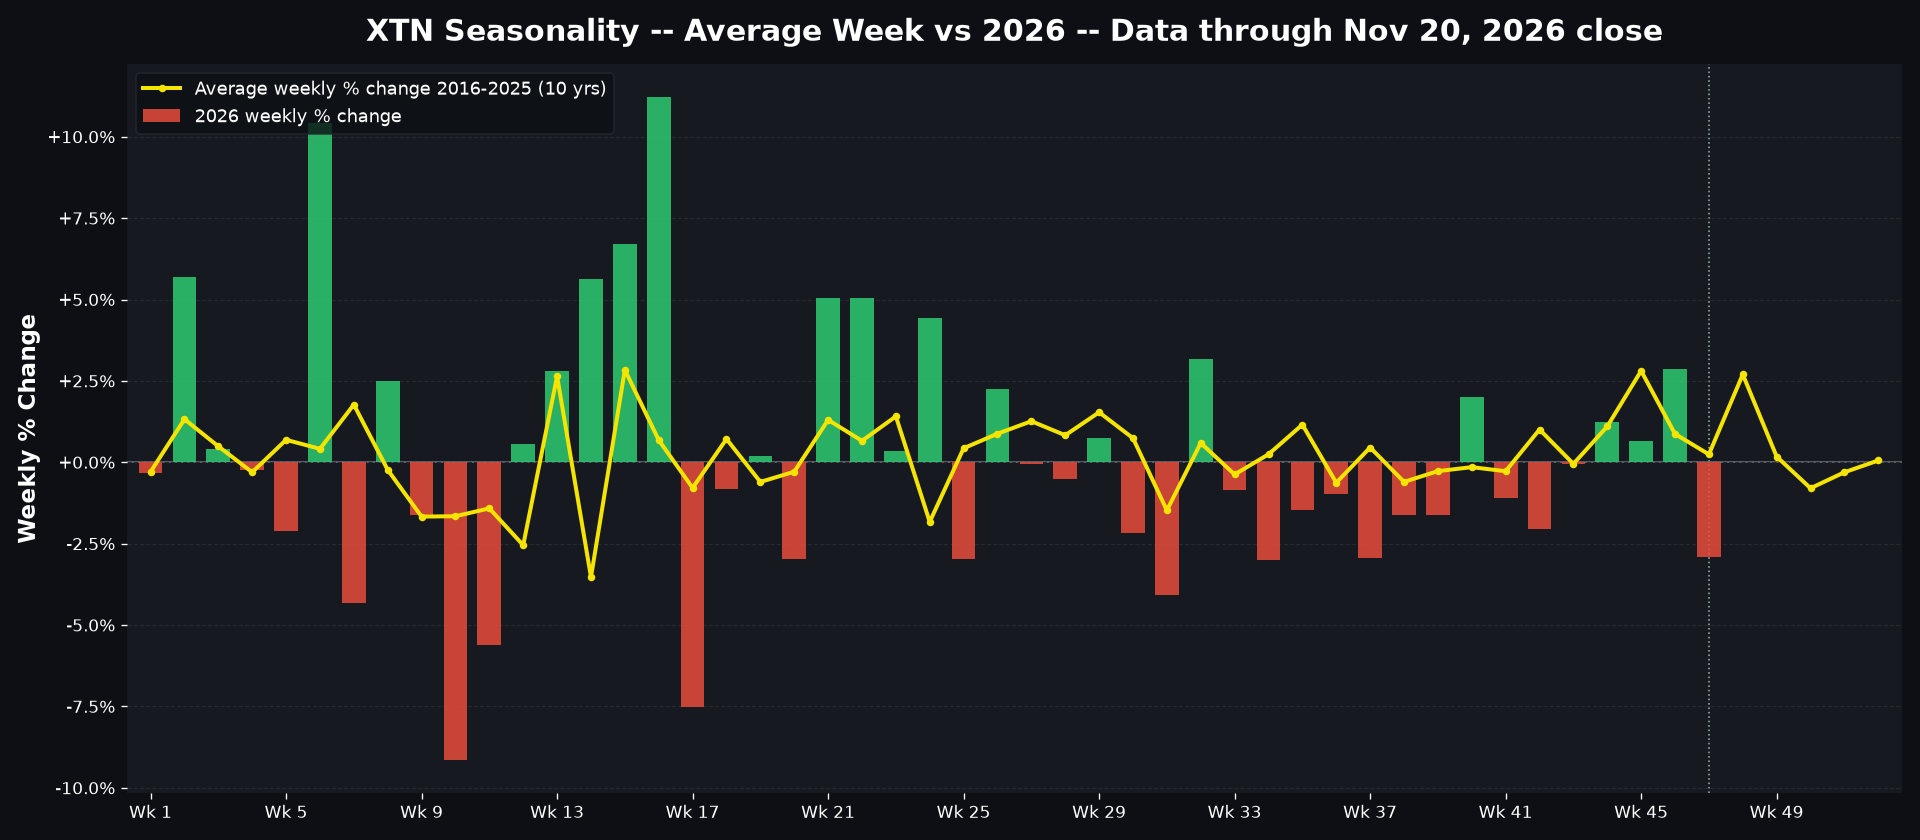 XTN Seasonality -- Average Week vs 2026 -- Data through Nov 20, 2026 close
Average weekly % change 2016-2025 (10 yrs)
2026 weekly % change
Weekly % Change
+10.0%
+7.5%
+5.0%
+2.5%
+0.0%
-2.5%
-5.0%
-7.5%
-10.0%
Wk 1 Wk 5 Wk 9 Wk 13 Wk 17 Wk 21 Wk 25 Wk 29 Wk 33 Wk 37 Wk 41 Wk 45 Wk 49